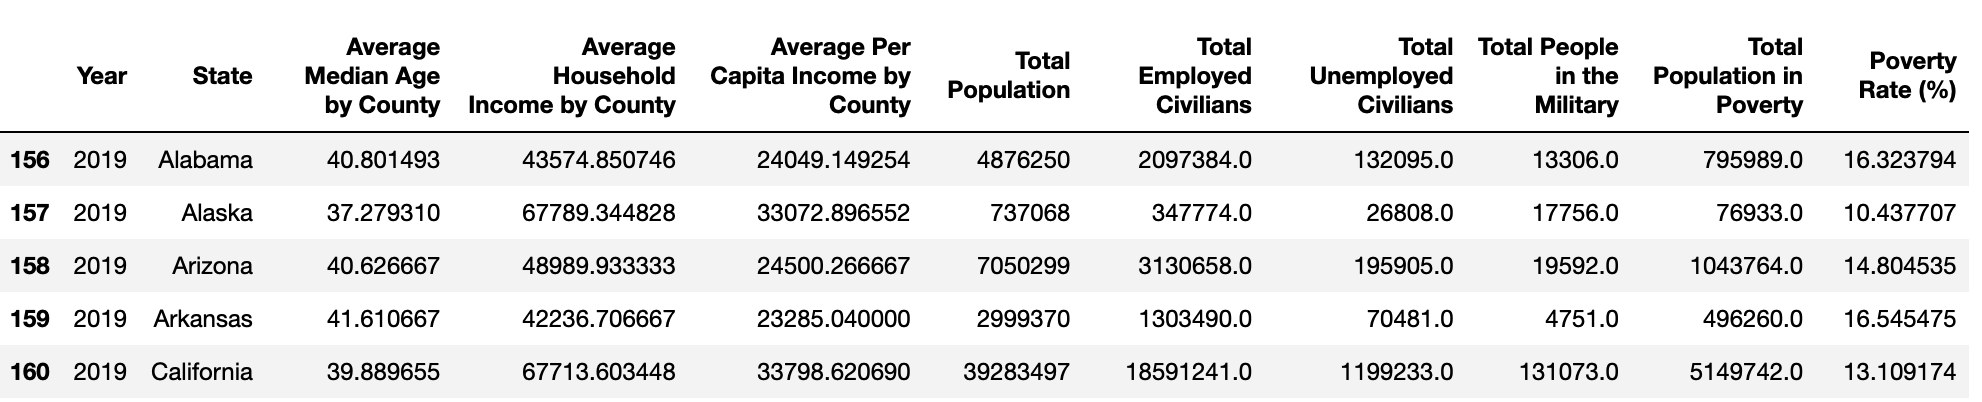 Year State Average Median Age by County Average Household Income by County Average Per Capita Income by County Total Population Total Employed Civilians Total Unemployed Civilians Total People in the Military Total Population in Poverty Poverty Rate (%)
156 2019 Alabama 40.801493 43574.850746 24049.149254 4876250 2097384.0 132095.0 13306.0 795989.0 16.323794
157 2019 Alaska 37.279310 67789.344828 33072.896552 737068 347774.0 26808.0 17756.0 76933.0 10.437707
158 2019 Arizona 40.626667 48989.933333 24500.266667 7050299 3130658.0 195905.0 19592.0 1043764.0 14.804535
159 2019 Arkansas 41.610667 42236.706667 23285.040000 2999370 1303490.0 70481.0 4751.0 496260.0 16.545475
160 2019 California 39.889655 67713.603448 33798.620690 39283497 18591241.0 1199233.0 131073.0 5149742.0 13.109174